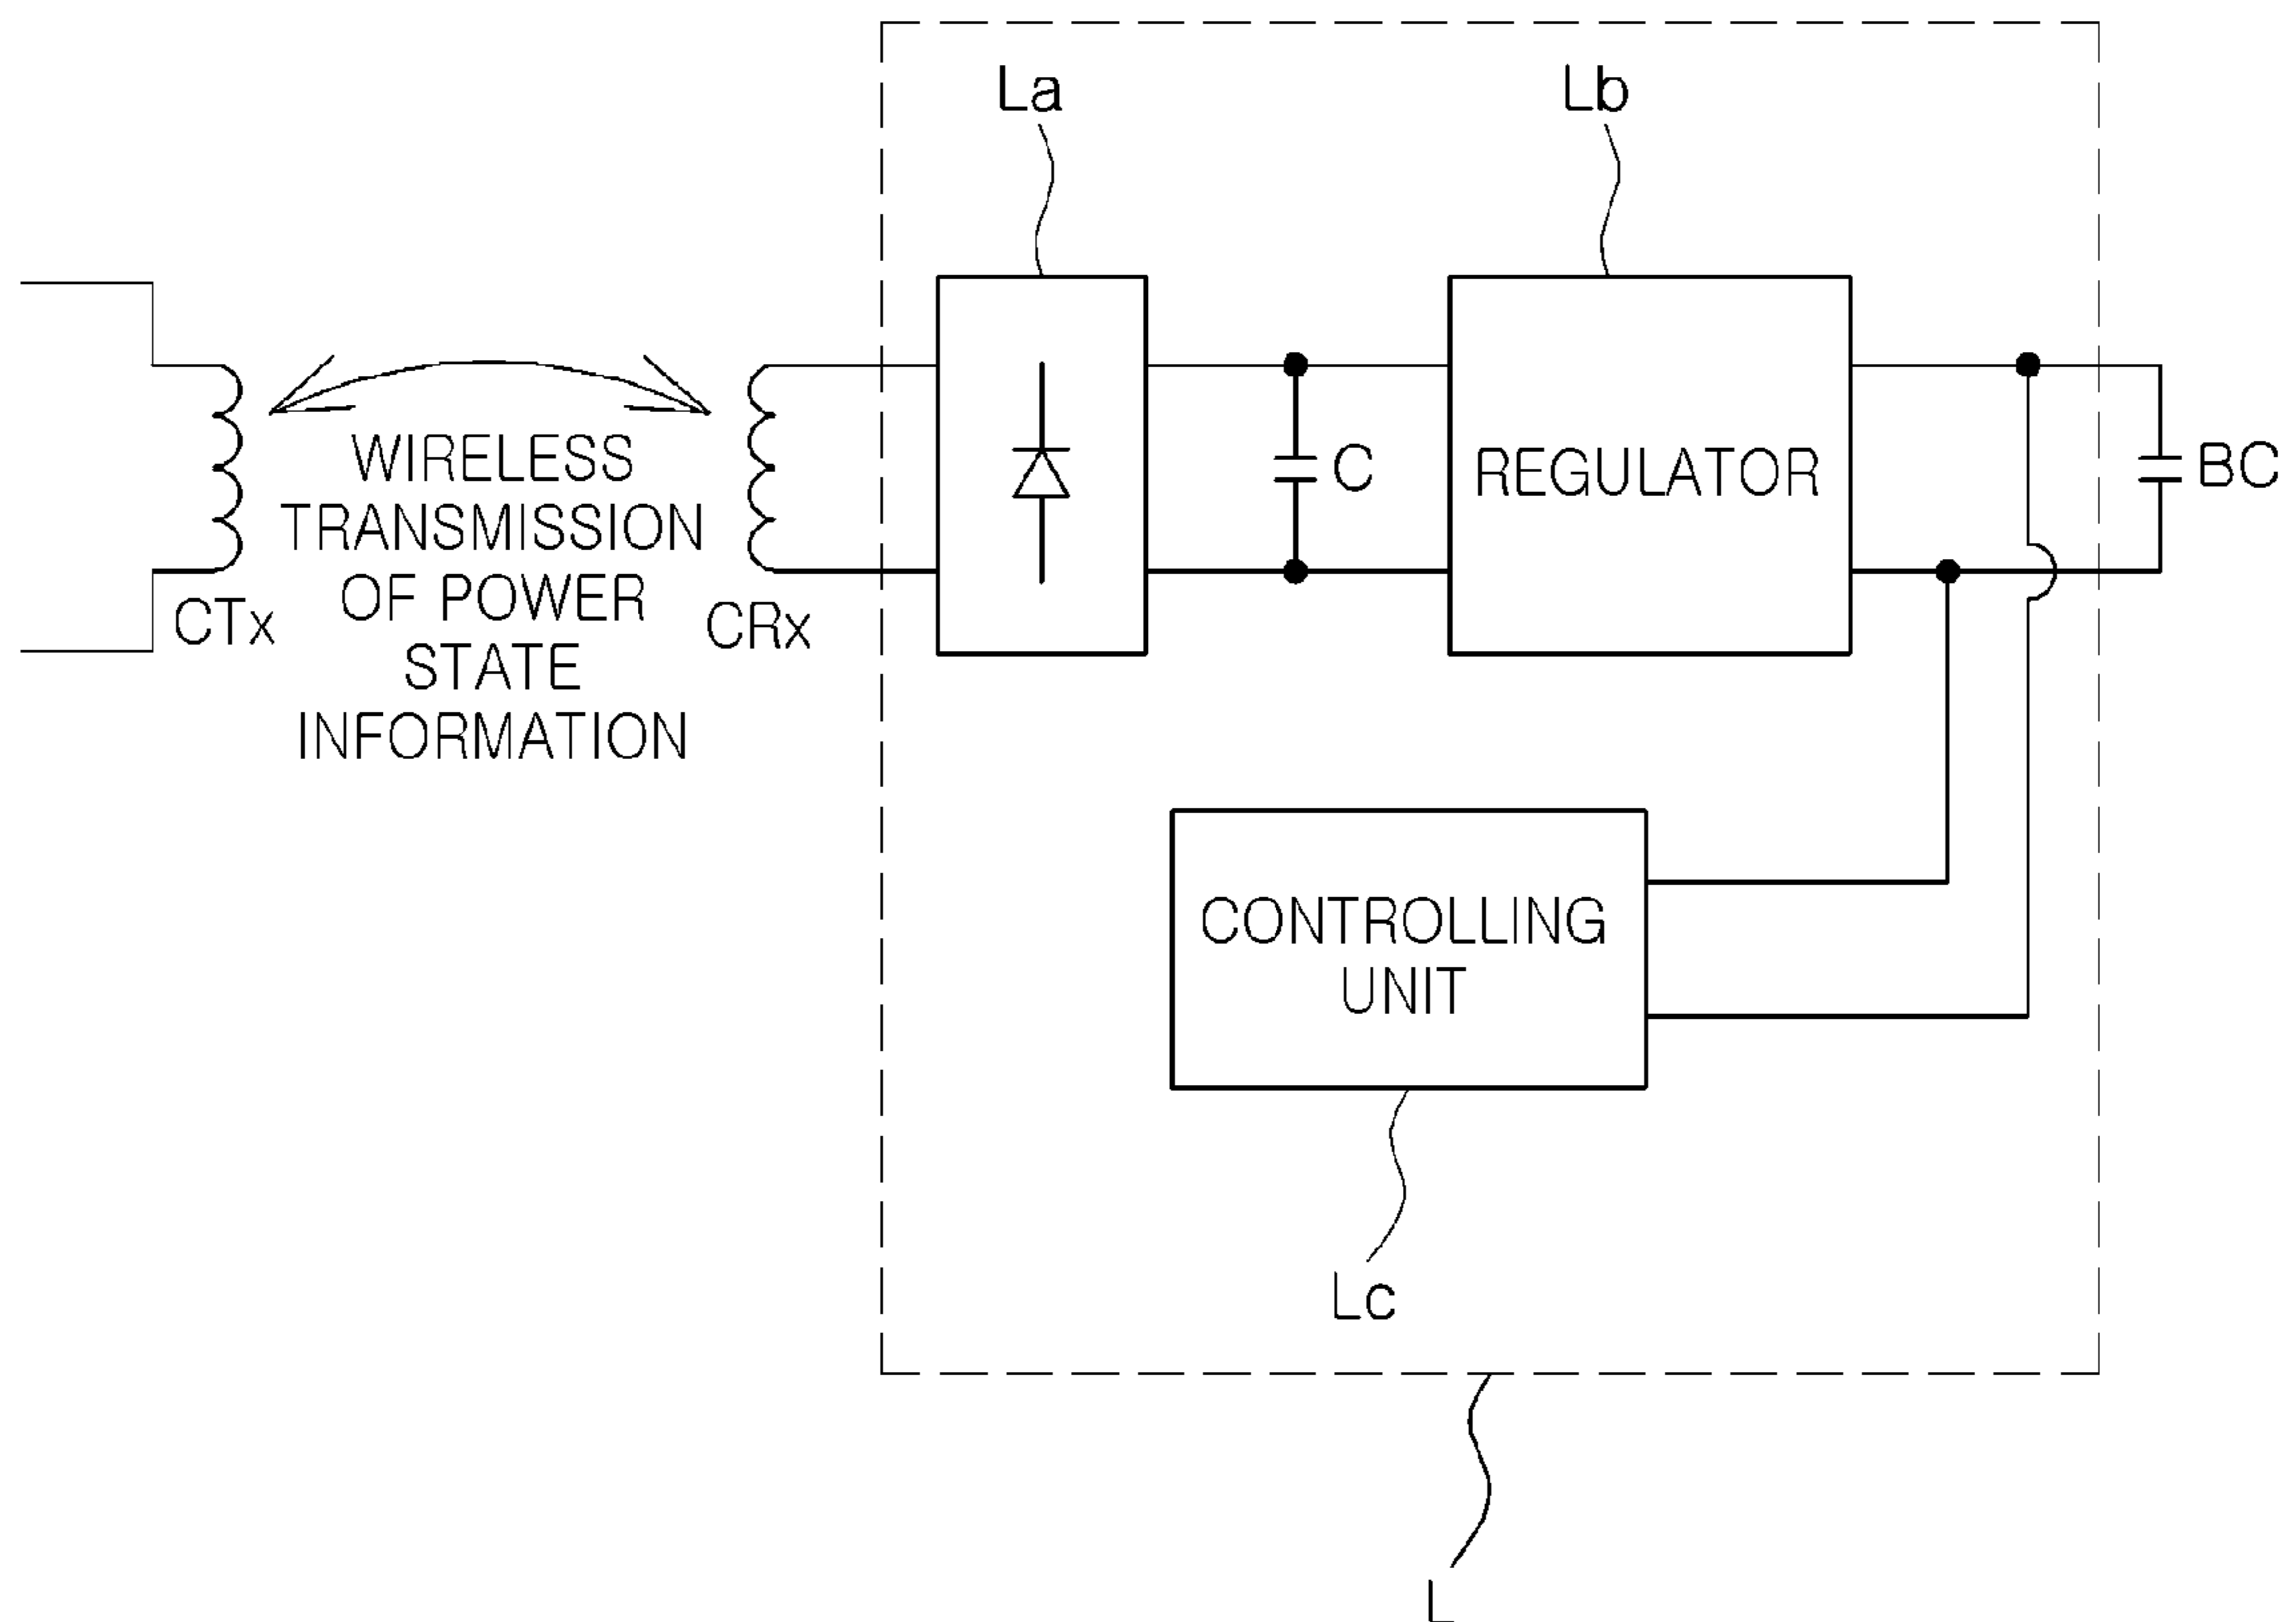 La
Lb
WIRELESS
TRANSMISSION
OF POWER
STATE
INFORMATION
CTx
CRx
C
REGULATOR
BC
CONTROLLING
UNIT
Lc
L